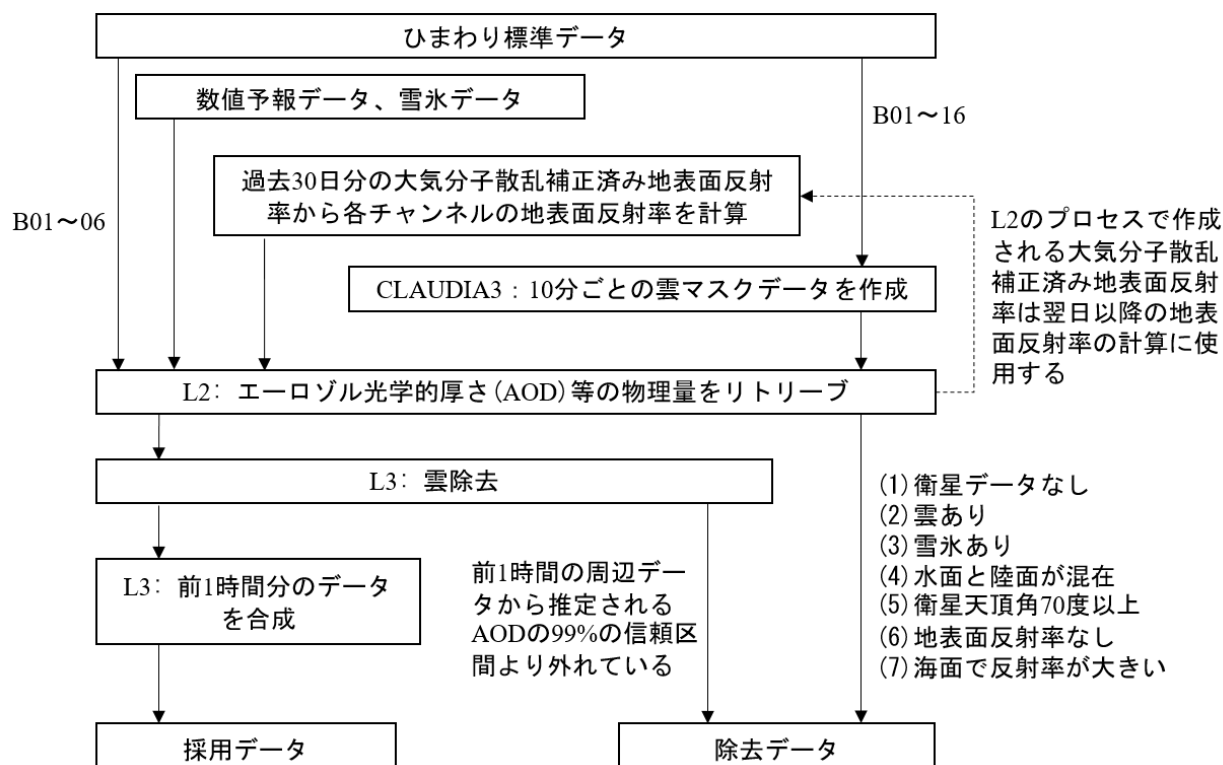 ひまわり標準データ
数値予報データ、雪氷データ
B01～16
過去30日分の大気分子散乱補正済み地表面反射
率から各チャンネルの地表面反射率を計算
B01～06
L2のプロセスで作成
される大気分子散乱
補正済み地表面反射
率は翌日以降の地表
面反射率の計算に使
用する
CLAUDIA3：10分ごとの雲マスクデータを作成
L2：エーロゾル光学的厚さ(AOD)等の物理量をリトリーブ
L3：雲除去
(1)衛星データなし
(2)雲あり
(3)雪氷あり
(4)水面と陸面が混在
(5)衛星天頂角70度以上
(6)地表面反射率なし
(7)海面で反射率が大きい
L3：前1時間分のデータ
を合成
前1時間の周辺デー
タから推定される
AODの99%の信頼区
間より外れている
採用データ
除去データ